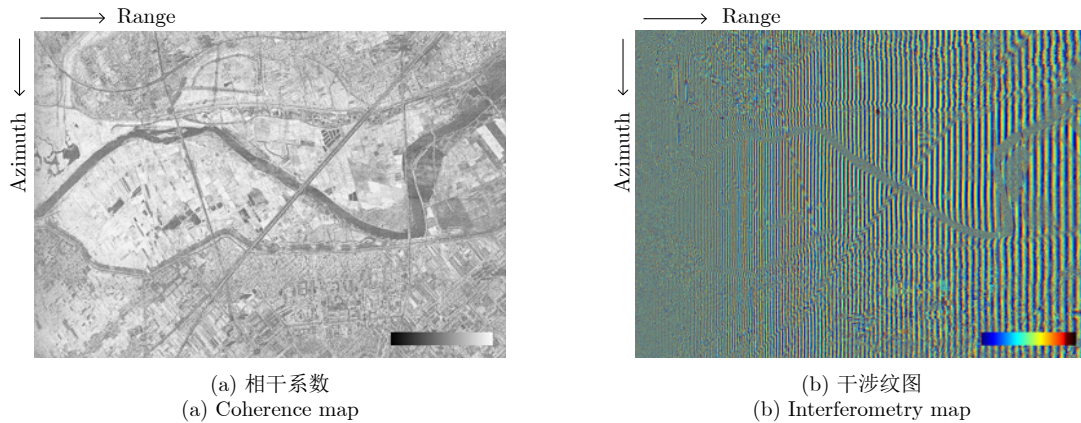 Range
Azimuth
(a) 相干系数
(a) Coherence map
Range
Azimuth
(b) 干涉纹图
(b) Interferometry map